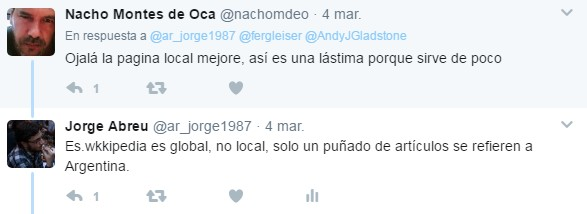 Nacho Montes de Oca @nachomdeo · 4 mar.
En respuesta a @ar_jorge1987 @fergleiser @AndyJGladstone
Ojalá la pagina local mejore, así es una lástima porque sirve de poco
1
Jorge Abreu @ar_jorge1987 · 4 mar.
Es.wkkipedia es global, no local, solo un puñado de artículos se refieren a
Argentina.